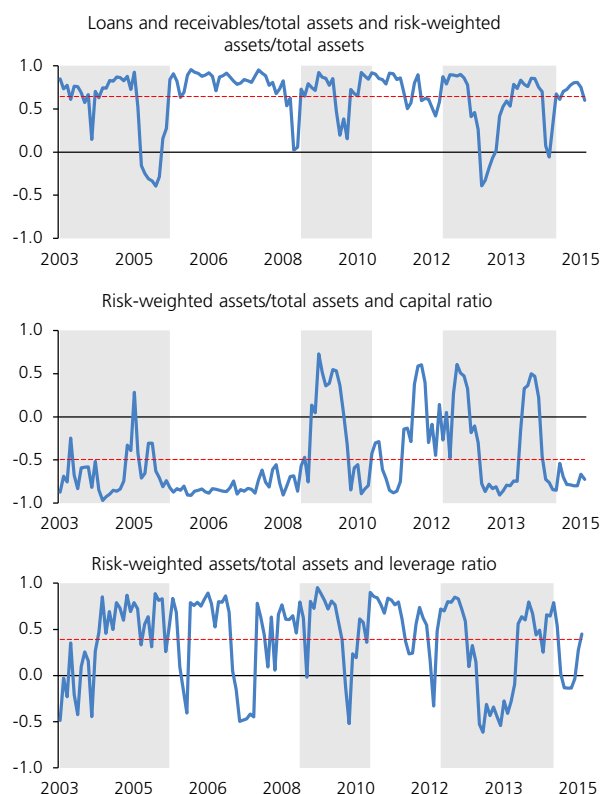 Loans and receivables/total assets and risk-weighted
assets/total assets
1.0
0.5
0.0
-0.5
-1.0
2003 2005 2006 2008 2010 2012 2013 2015
Risk-weighted assets/total assets and capital ratio
1.0
0.5
0.0
-0.5
-1.0
2003 2005 2006 2008 2010 2012 2013 2015
Risk-weighted assets/total assets and leverage ratio
1.0
0.5
0.0
-0.5
-1.0
2003 2005 2006 2008 2010 2012 2013 2015